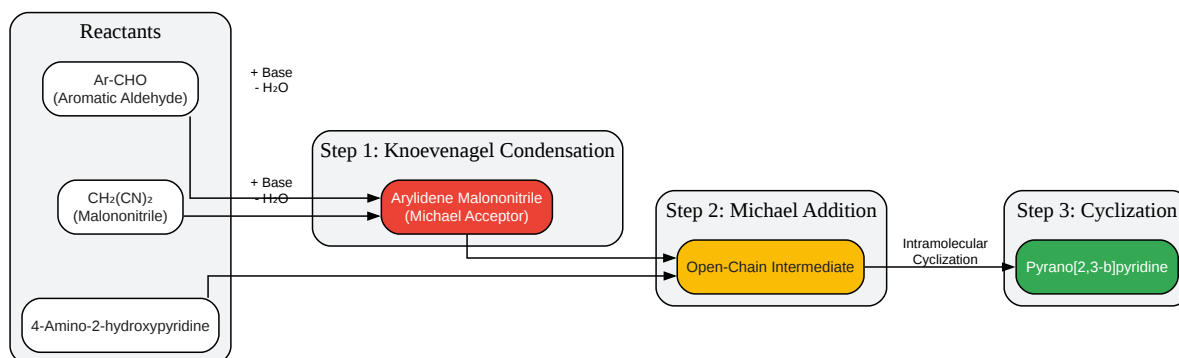 Reactants
Ar-CHO
(Aromatic Aldehyde)
+ Base
- H₂O
CH₂(CN)₂
(Malononitrile)
+ Base
- H₂O
4-Amino-2-hydroxypyridine
Step 1: Knoevenagel Condensation
Arylidene Malononitrile
(Michael Acceptor)
Step 2: Michael Addition
Open-Chain Intermediate
Intramolecular
Cyclization
Step 3: Cyclization
Pyrano[2,3-b]pyridine